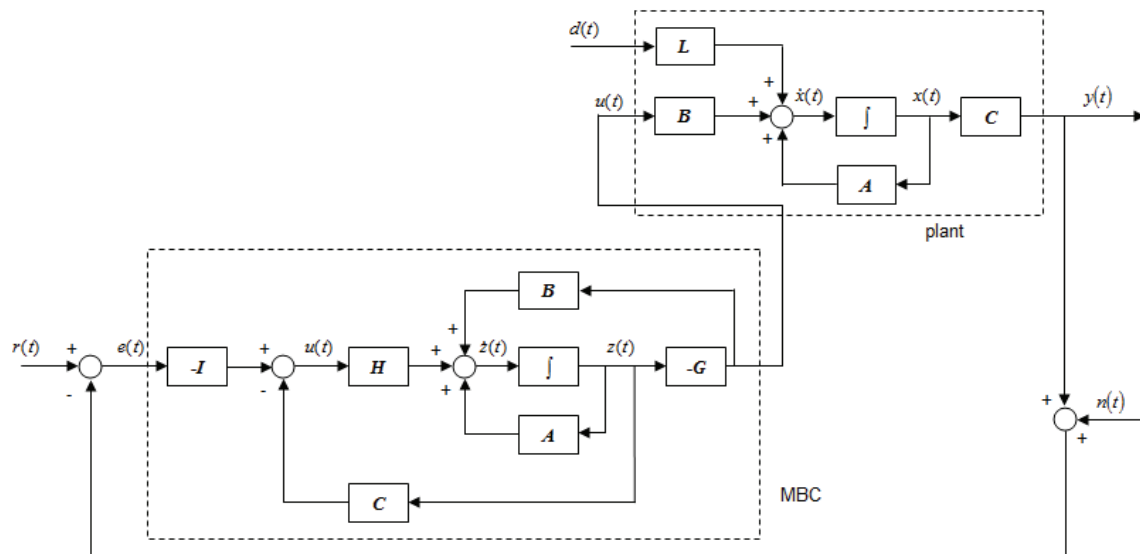 d(t)
L
+
u(t)
B
+
ẋ(t)
∫
x(t)
C
y(t)
+
A
plant
B
+
r(t)
+
e(t)
-I
+
u(t)
H
+
ż(t)
∫
z(t)
-G
-
-
+
A
C
MBC
+
n(t)
+